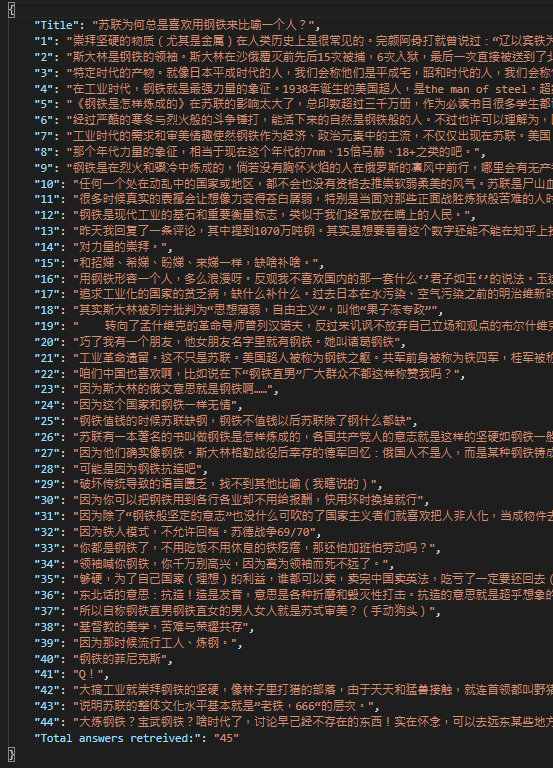 {
"Title": "苏联为何总是喜欢用钢铁来比喻一个人？",
"1": "崇拜坚硬的物质（尤其是金属）在人类历史上是很常见的。完颜阿骨打就曾说过：“辽以宾铁为
"2": "斯大林是钢铁的领袖。斯大林在沙俄覆灭前先后15次被捕，6次入狱，最后一次直接被送到了北
"3": "特定时代的产物。就像日本平成时代的人，我们会称他们是平成宅，昭和时代的人，我们会称他
"4": "在工业时代，钢铁就是最强力量的象征。1938年诞生的美国超人，是the man of steel。超
"5": "《钢铁是怎样炼成的》在苏联的影响太大了，总印数超过三千万册，作为必读书目很多学生都
"6": "经过严酷的寒冬与烈火般的斗争锤打，能活下来的自然是钢铁般的人。不过也许可以理解为，
"7": "工业时代的需求和审美情趣使然钢铁作为经济、政治元素中的主流，不仅仅出现在苏联。美国
"8": "那个年代力量的象征，相当于现在这个年代的7nm、15倍马赫、18+之类的吧。",
"9": "钢铁是在烈火和骤冷中炼成的，倘若没有胸怀火焰的人在俄罗斯的凛风中前行，哪里会有无产
"10": "任何一个处在动乱中的国家或地区，都不会也没有资格去推崇软弱柔美的风气。苏联是尸山血
"11": "很多时候真实的震撼会让想像力变得苍白孱弱，特别是当面对那些正面战胜炼狱般苦难的人时
"12": "钢铁是现代工业的基石和重要衡量标志，类似于我们经常放在嘴上的人民。",
"13": "昨天我回复了一条评论，其中提到1070万吨钢。其实是想要看看这个数字还能不能在知乎上找
"14": "对力量的崇拜。",
"15": "和招娣、希娣、盼娣、来娣一样，缺啥补啥。",
"16": "用钢铁形容一个人，多么浪漫呀。反观我不喜欢国内的那一套什么‘’君子如玉‘’的说法。玉这
"17": "追求工业化的国家的贫乏病，缺什么补什么。过去日本在水污染、空气污染之前的明治维新时
"18": "其实斯大林被列宁批判为“思想薄弱，自由主义”，叫他“果子冻专政”
"19": "    转向了孟什维克的革命导师普列汉诺夫，反过来讥讽不放弃自己立场和观点的布尔什维克
"20": "巧了我有一个朋友，他女朋友名字里就有钢铁。她叫诸葛钢铁",
"21": "工业革命遗留。这不只是苏联。美国超人被称为钢铁之躯。共军前身被称为铁四军，桂军被称
"22": "咱们中国也喜欢啊，比如说在下“钢铁直男”广大群众不都这样称赞我吗？",
"23": "因为斯大林的俄文意思就是钢铁啊……",
"24": "因为这个国家和钢铁一样无情",
"25": "钢铁值钱的时候苏联缺钢，钢铁不值钱以后苏联除了钢什么都缺",
"26": "苏联有一本著名的书叫做钢铁是怎样炼成的，各国共产党人的意志就是这样的坚硬如钢铁一般
"27": "因为他们确实像钢铁。斯大林格勒战役后幸存的德军回忆：俄国人不是人，而是某种钢铁铸成
"28": "可能是因为钢铁抗造吧",
"29": "破坏传统导致的语言匮乏，找不到其他比喻（我瞎说的）",
"30": "因为你可以把钢铁用到各行各业却不用给报酬，快用坏时换掉就行",
"31": "因为除了“钢铁般坚定的意志”也没什么可吹的了国家主义者们就喜欢把人非人化，当成物件去
"32": "因为铁人模式，不允许回档。苏德战争69/70",
"33": "你都是钢铁了，不用吃饭不用休息的铁疙瘩，那还怕加班怕劳动吗？",
"34": "领袖喊你钢铁，你千万别高兴，因为离为领袖而死不远了。",
"35": "够硬，为了自己国家（理想）的利益，谁都可以卖，卖完中国卖英法，吃亏了一定要还回去（
"36": "东北话的意思：抗造！造是发音，意思是各种折磨和毁灭性打击。抗造的意思就是超乎想象的
"37": "所以自称钢铁直男钢铁直女的男人女人就是苏式审美？（手动狗头）",
"38": "基督教的美学，苦难与荣耀共存",
"39": "因为那时候流行工人、炼钢。",
"40": "钢铁的菲尼克斯",
"41": "Q！",
"42": "大搞工业就崇拜钢铁的坚硬，像林子里打猎的部落，由于天天和猛兽接触，就连首领都叫野猪
"43": "说明苏联的整体文化水平基本就是”老铁，666“的层次。",
"44": "大炼钢铁？宝武钢铁？啥时代了，讨论早已经不存在的东西！实在怀念，可以去远东某些地方
"Total answers retreived:": "45"
}